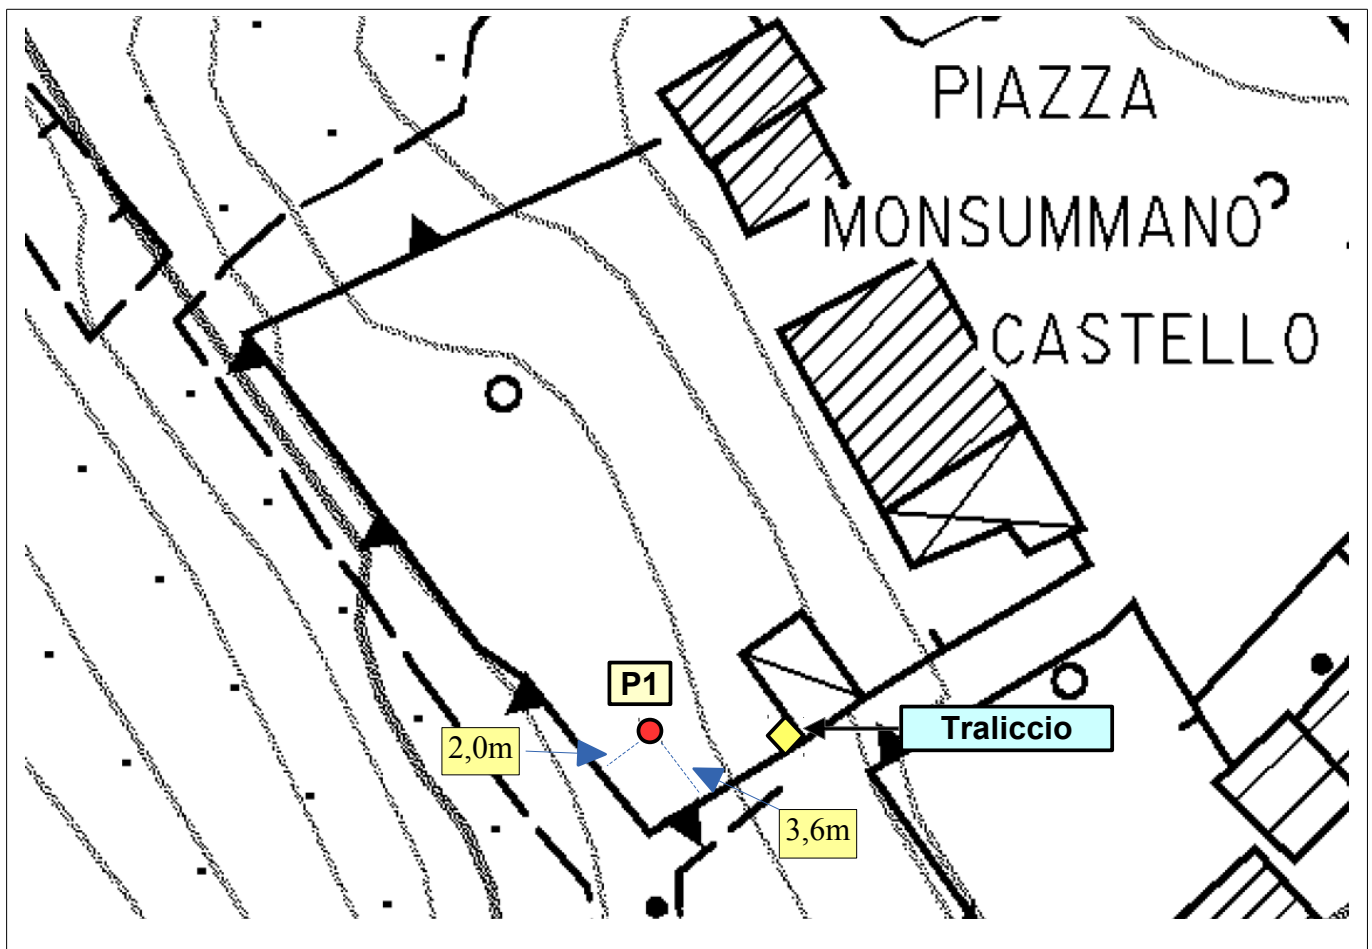 PIAZZA
MONSUMMANO
CASTELLO
P1
2,0m
Traliccio
3,6m